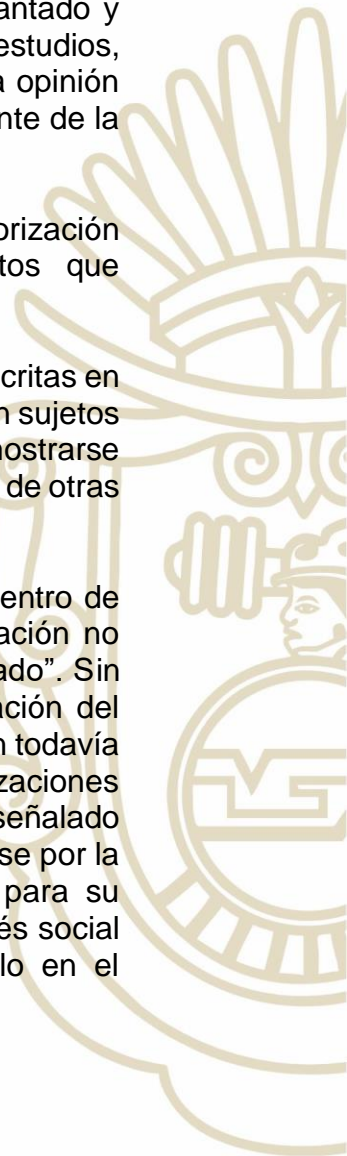 antado y
estudios,
a opinión
nte de la
orización
tos que
critas en
n sujetos
nostrarse
de otras
entro de
ación no
ado”. Sin
ación del
n todavía
zaciones
señalado
se por la
para su
és social
lo en el